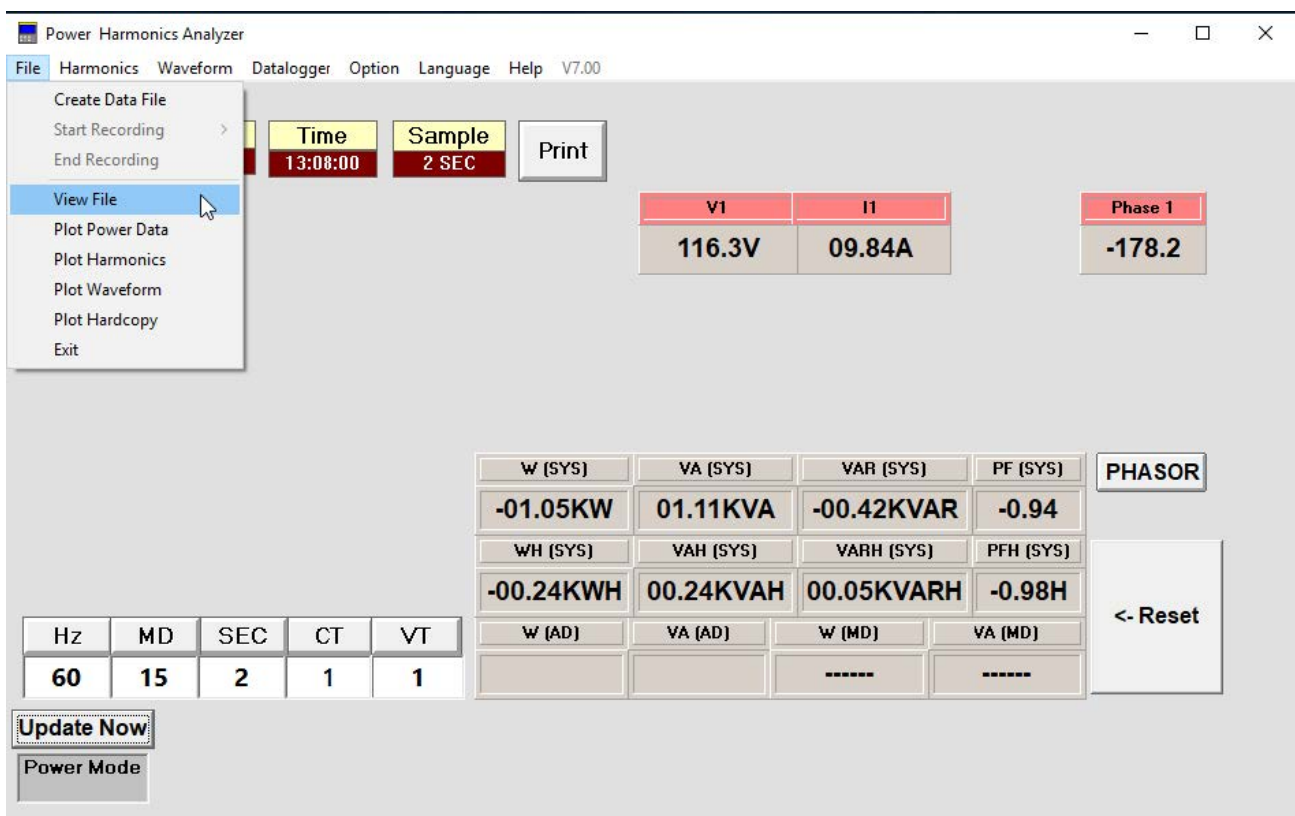 Power Harmonics Analyzer
File Harmonics Waveform Datalogger Option Language Help V7.00
Create Data File
Start Recording >
End Recording
View File
Plot Power Data
Plot Harmonics
Plot Waveform
Plot Hardcopy
Exit
Time Sample Print
13:08:00 2 SEC
V1 I1 Phase 1
116.3V 09.84A -178.2
W (SYS) VA (SYS) VAR (SYS) PF (SYS) PHASOR
-01.05KW 01.11KVA -00.42KVAR -0.94
WH (SYS) VAH (SYS) VARH (SYS) PFH (SYS)
-00.24KWH 00.24KVAH 00.05KVARH -0.98H
<- Reset
Hz MD SEC CT VT W (AD) VA (AD) W (MD) VA (MD)
60 15 2 1 1 ------ ------
Update Now
Power Mode